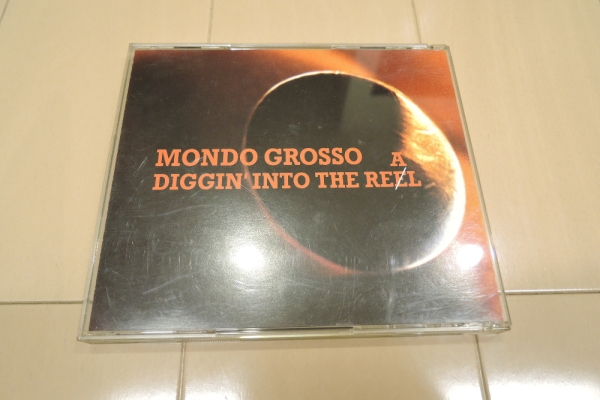 MONDO GROSSO A
DIGGIN' INTO THE REEL